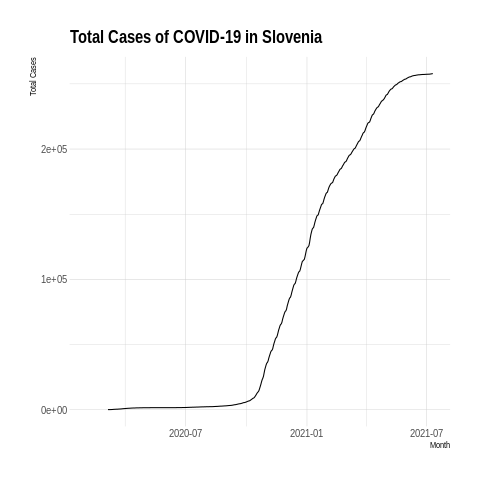 Total Cases of COVID-19 in Slovenia
Total Cases
2e+05
1e+05
0e+00
2020-07
2021-01
2021-07
Month